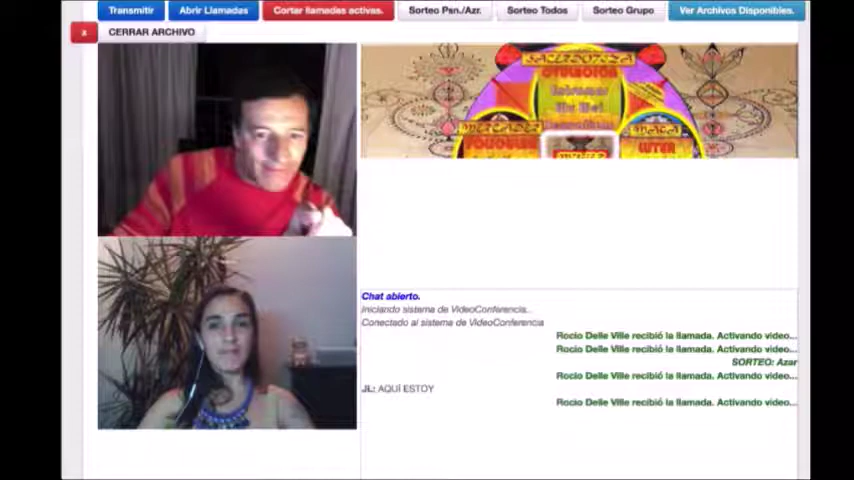 Transmitir
Abrir Llamadas
Cortar llamadas activas.
Sorteo Psn./Azr.
Sorteo Todos
Sorteo Grupo
Ver Archivos Disponibles.
CERRAR ARCHIVO
Chat abierto.
Iniciando sistema de VideoConferencia..
Conectado al sistema de VideoConferencia
Rocio Delle Ville recibió la llamada. Activando video...
Rocio Delle Ville recibió la llamada. Activando video...
SORTEO: Azar
Rocio Delle Ville recibió la llamada. Activando video...
JL: AQUÍ ESTOY
Rocio Delle Ville recibió la llamada. Activando video...